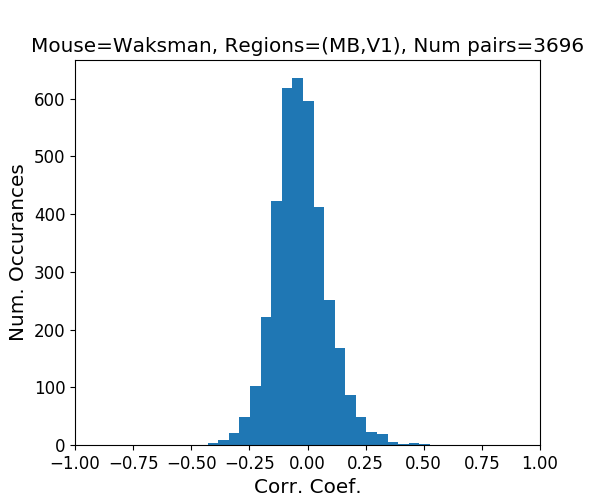 Mouse=Waksman, Regions=(MB,V1), Num pairs=3696
600
500
400
300
200
100
0
Num. Occurances
−1.00 −0.75 −0.50 −0.25 0.00 0.25 0.50 0.75 1.00
Corr. Coef.